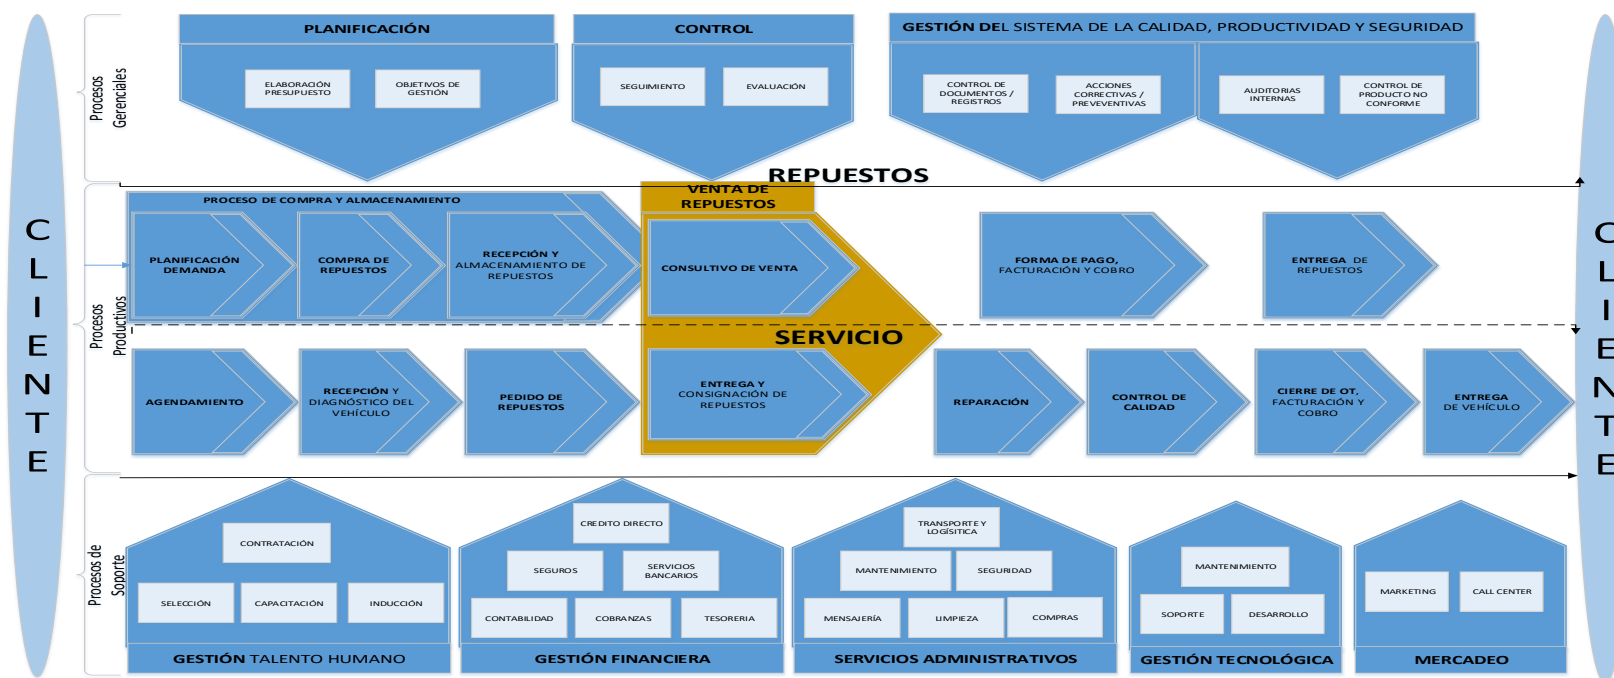 CLIENTE
Procesos
Gerenciales
PLANIFICACIÓN
ELABORACIÓN
PRESUPUESTO
OBJETIVOS DE
GESTIÓN
CONTROL
SEGUIMIENTO
EVALUACIÓN
GESTIÓN DEL SISTEMA DE LA CALIDAD, PRODUCTIVIDAD Y SEGURIDAD
CONTROL DE
DOCUMENTOS /
REGISTROS
ACCIONES
CORRECTIVAS /
PREVEVENTIVAS
AUDITORIAS
INTERNAS
CONTROL DE
PRODUCTO NO
CONFORME
Procesos
Productivos
REPUESTOS
PROCESO DE COMPRA Y ALMACENAMIENTO
PLANIFICACIÓN
DEMANDA
COMPRA DE
REPUESTOS
RECEPCIÓN Y
ALMACENAMIENTO DE
REPUESTOS
VENTA DE
REPUESTOS
CONSULTIVO DE VENTA
FORMA DE PAGO,
FACTURACIÓN Y COBRO
ENTREGA DE
REPUESTOS
SERVICIO
AGENDAMIENTO
RECEPCIÓN Y
DIAGNÓSTICO DEL
VEHÍCULO
PEDIDO DE
REPUESTOS
ENTREGA Y
CONSIGNACIÓN DE
REPUESTOS
REPARACIÓN
CONTROL DE
CALIDAD
CIERRE DE OT,
FACTURACIÓN Y
COBRO
ENTREGA
DE VEHÍCULO
Procesos de
Soporte
CONTRATACIÓN
SELECCIÓN
CAPACITACIÓN
INDUCCIÓN
GESTIÓN TALENTO HUMANO
CREDITO DIRECTO
SEGUROS
SERVICIOS
BANCARIOS
CONTABILIDAD
COBRANZAS
TESORERIA
GESTIÓN FINANCIERA
TRANSPORTE Y
LOGÍSITICA
MANTENIMIENTO
SEGURIDAD
MENSAJERÍA
LIMPIEZA
COMPRAS
SERVICIOS ADMINISTRATIVOS
MANTENIMIENTO
SOPORTE
DESARROLLO
GESTIÓN TECNOLÓGICA
MARKETING
CALL CENTER
MERCADEO
CLIENTE